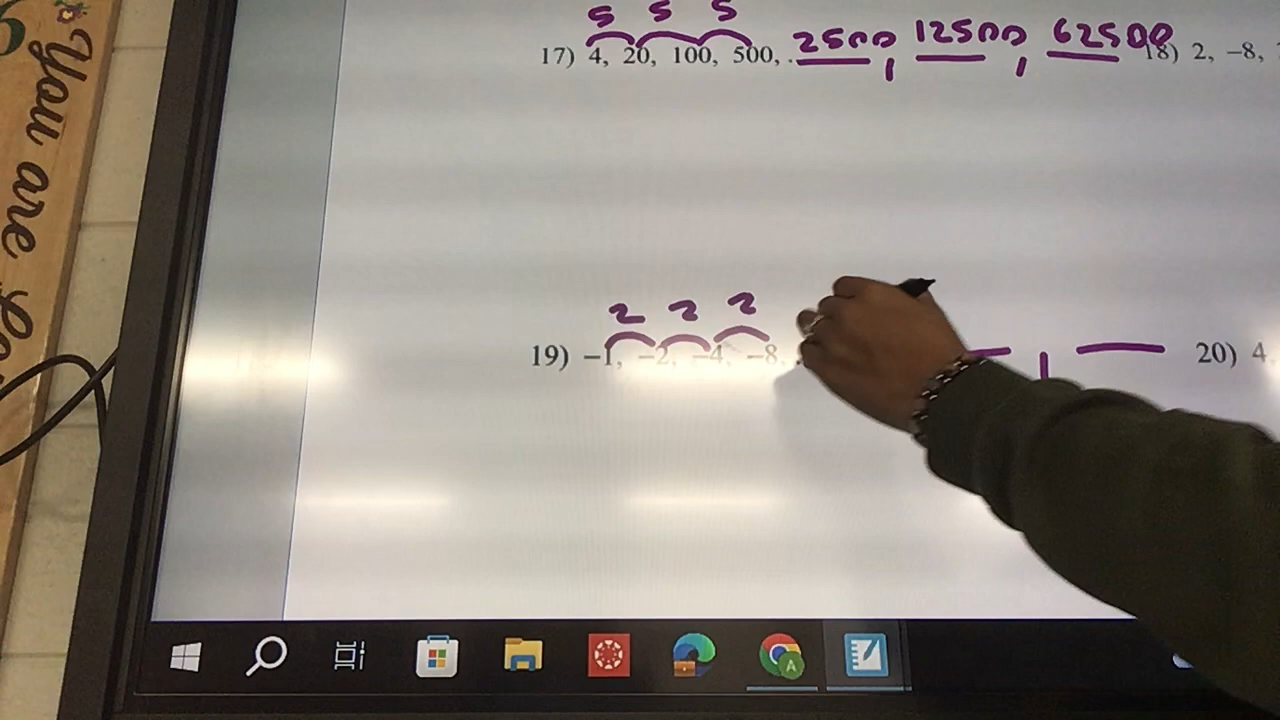 You are
5 5 5
17) 4, 20, 100, 500, . 2500, 12500, 62500
18) 2, −8,
2 2 2
19) −1, −2, −4, −8, .
20) 4
A